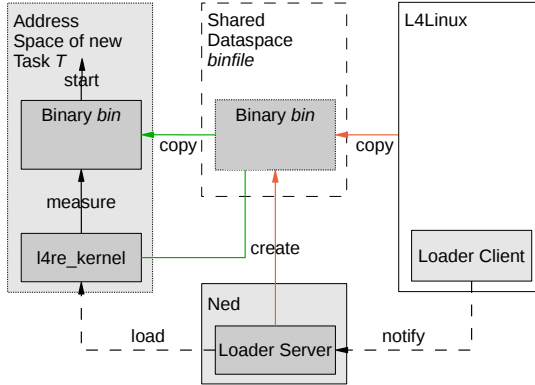 Address
Space of new
Task T
start
Binary bin
measure
l4re_kernel
load
Shared
Dataspace
binfile
Binary bin
copy
copy
create
Ned
Loader Server
L4Linux
Loader Client
notify